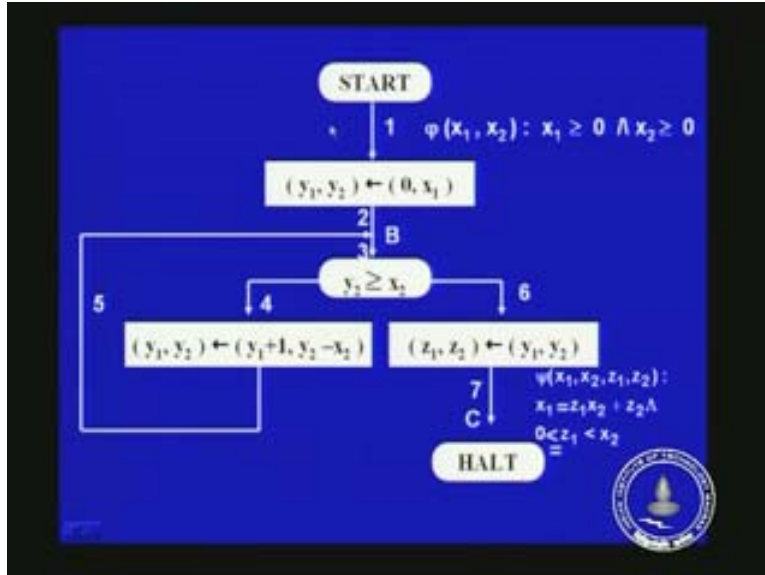 START
1 φ(x₁, x₂): x₁ ≥ 0 Λ x₂ ≥ 0
(y₁, y₂) ← (0, x₁)
2
B
3
y₂ ≥ x₂
5
4
6
(y₁, y₂) ← (y₁+1, y₂ –x₂)
(z₁, z₂) ← (y₁, y₂)
7
ψ(x₁,x₂,z₁,z₂):
x₁=z₁x₂ + z₂Λ
C
0≤z₁ < x₂
HALT